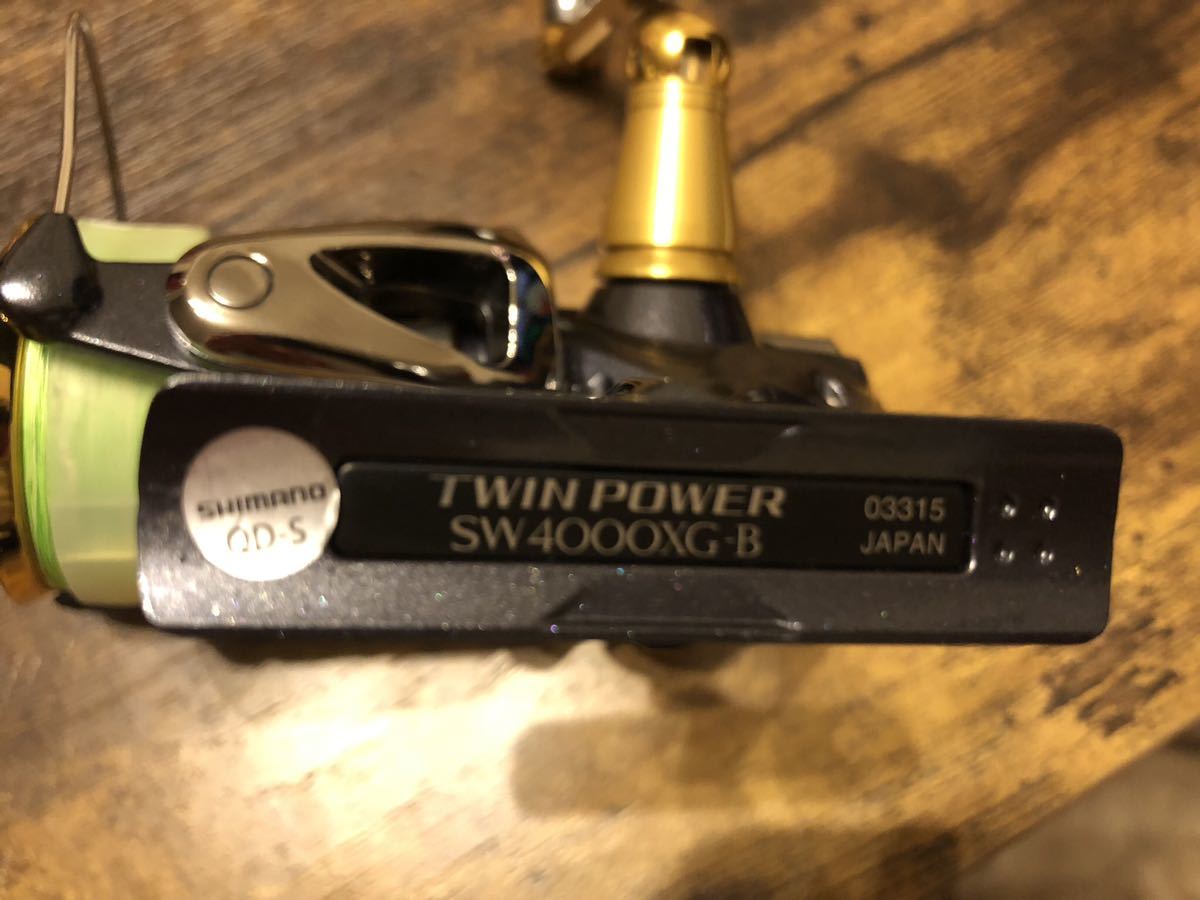 SHIMANO
QD-S
TWIN POWER
SW4000XG-B
03315
JAPAN